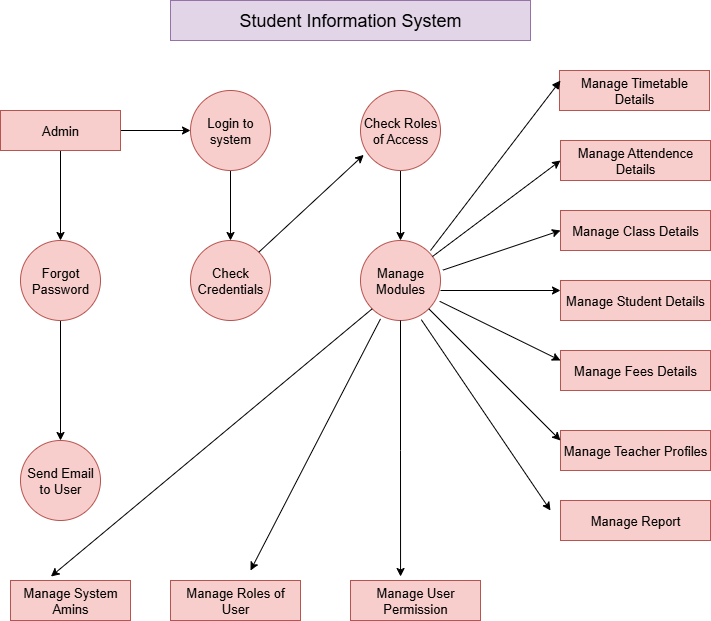 Student Information System
Admin
Login to
system
Check Roles
of Access
Manage Timetable
Details
Manage Attendence
Details
Manage Class Details
Forgot
Password
Check
Credentials
Manage
Modules
Manage Student Details
Manage Fees Details
Manage Teacher Profiles
Send Email
to User
Manage Report
Manage System
Amins
Manage Roles of
User
Manage User
Permission